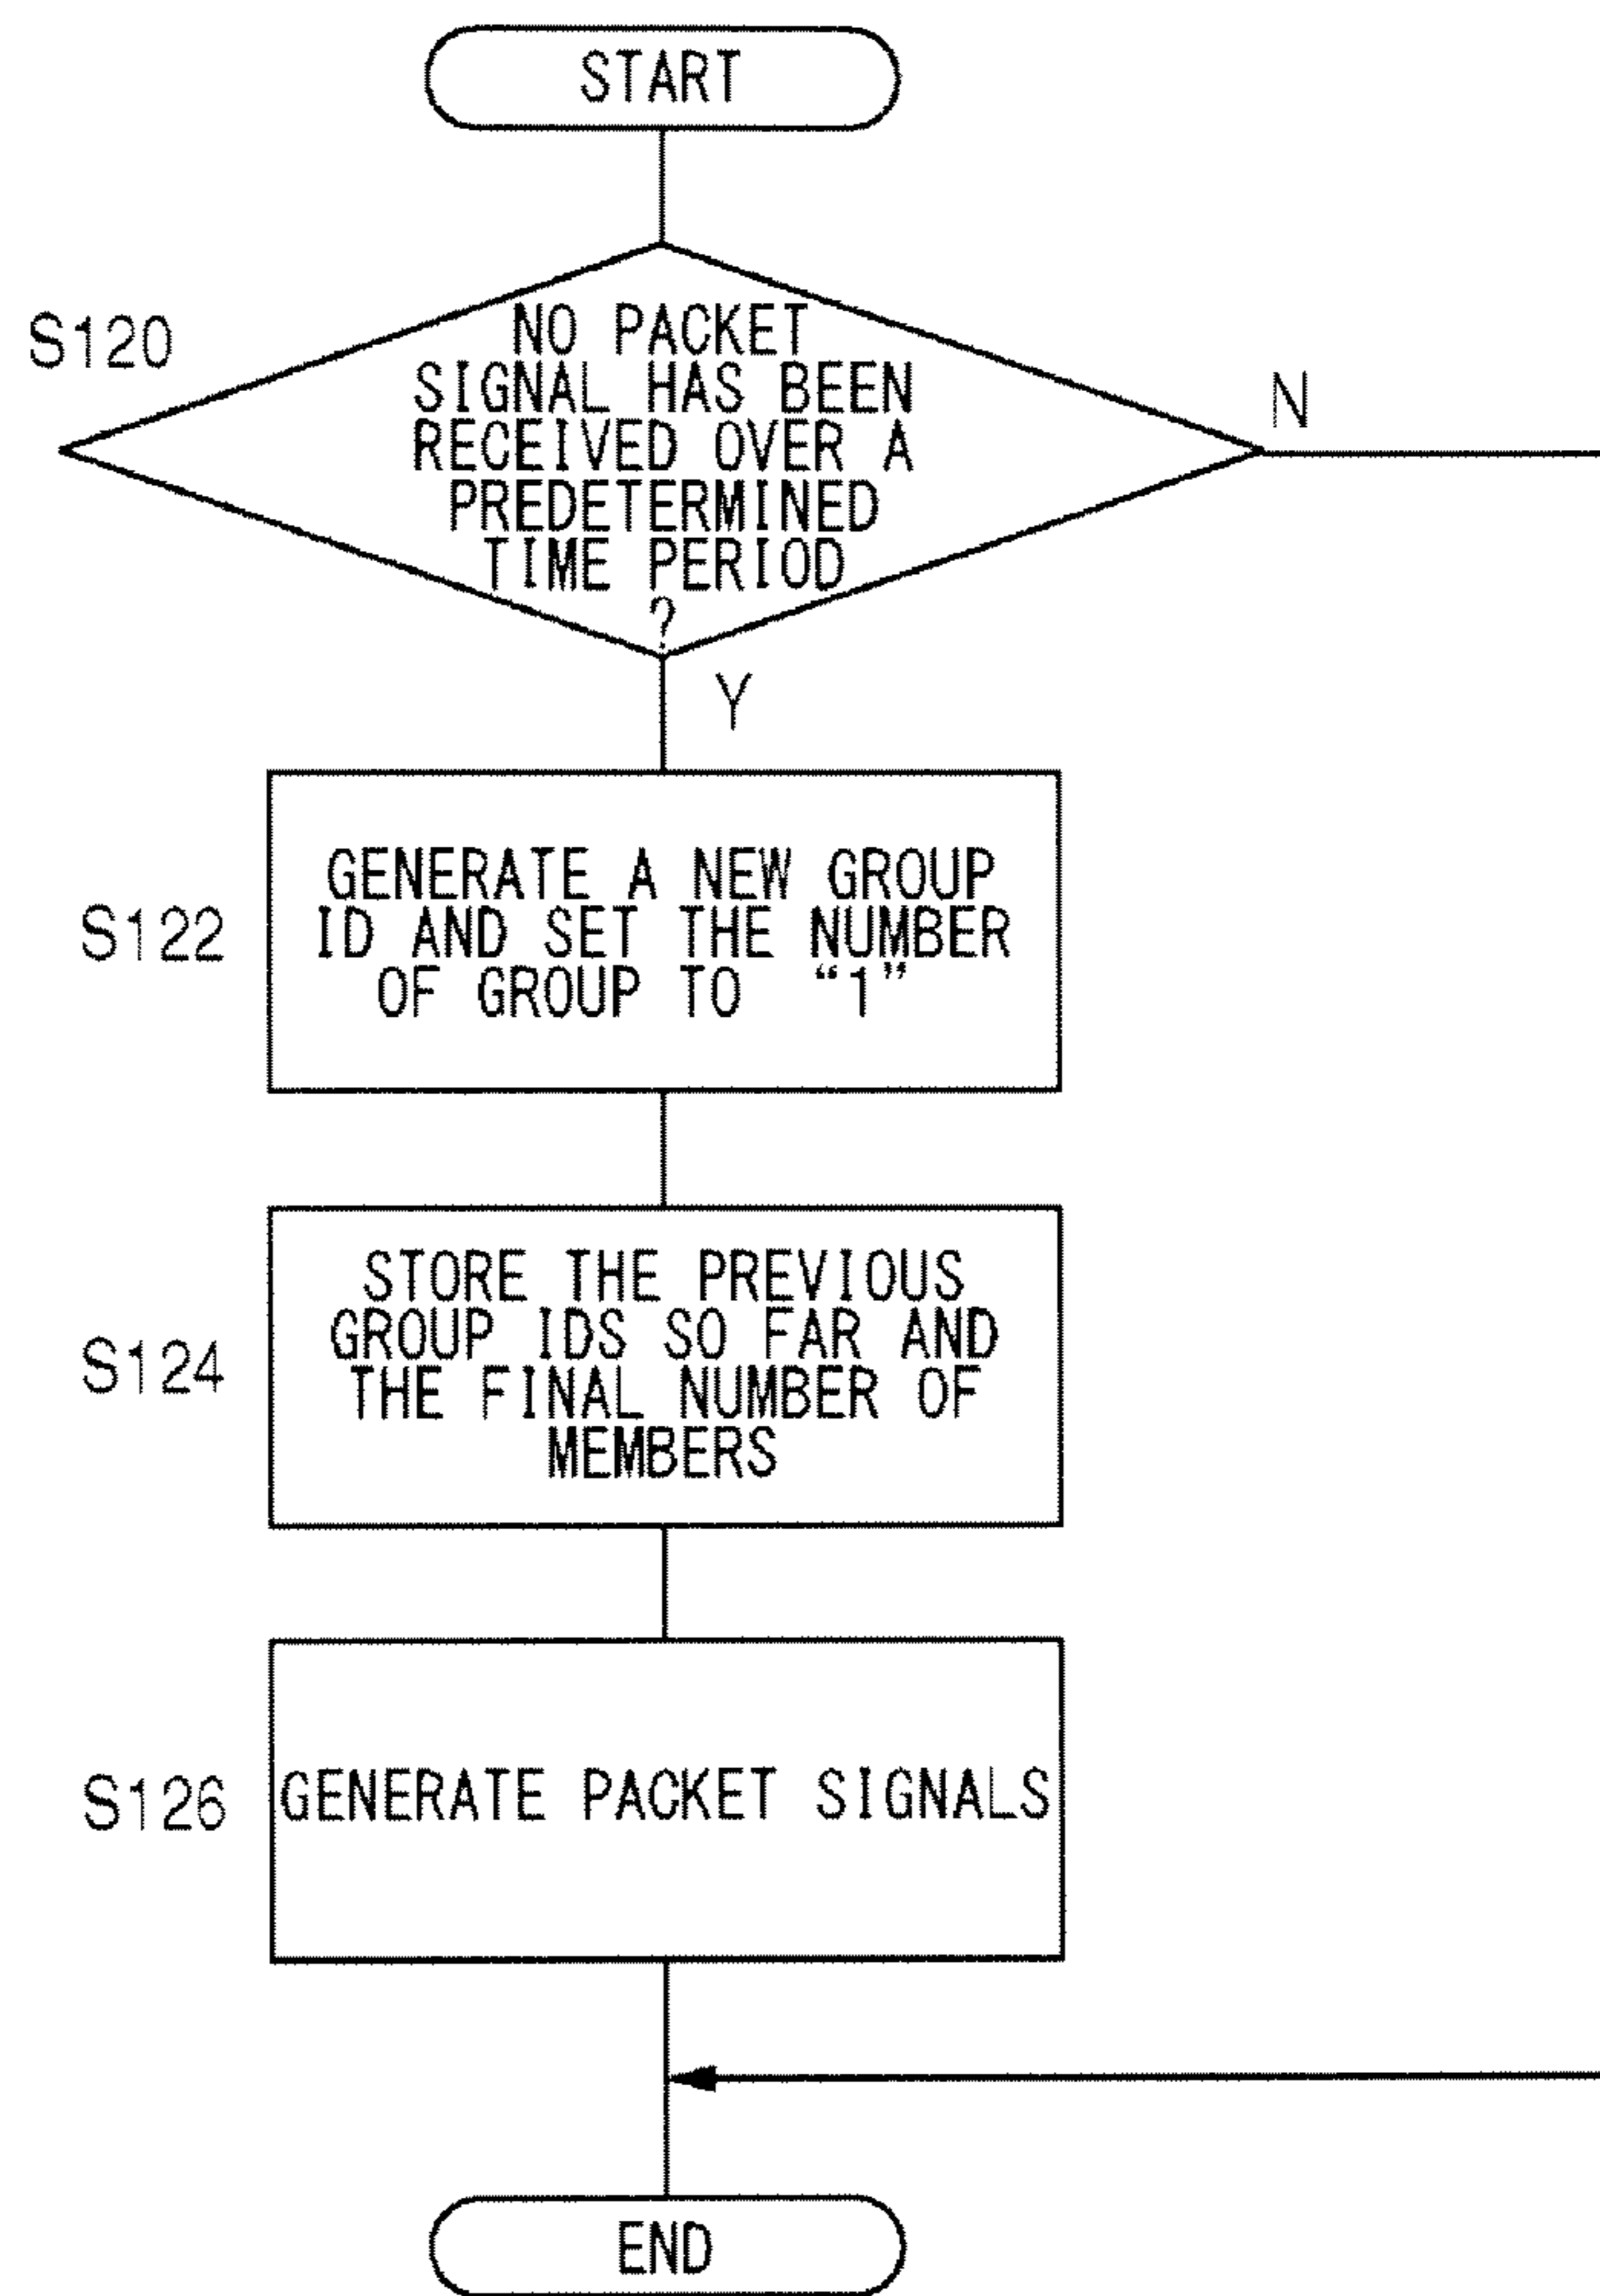 START
S120
NO PACKET
SIGNAL HAS BEEN
RECEIVED OVER A
PREDETERMINED
TIME PERIOD
?
N
Y
S122
GENERATE A NEW GROUP
ID AND SET THE NUMBER
OF GROUP TO “1”
S124
STORE THE PREVIOUS
GROUP IDS SO FAR AND
THE FINAL NUMBER OF
MEMBERS
S126
GENERATE PACKET SIGNALS
END